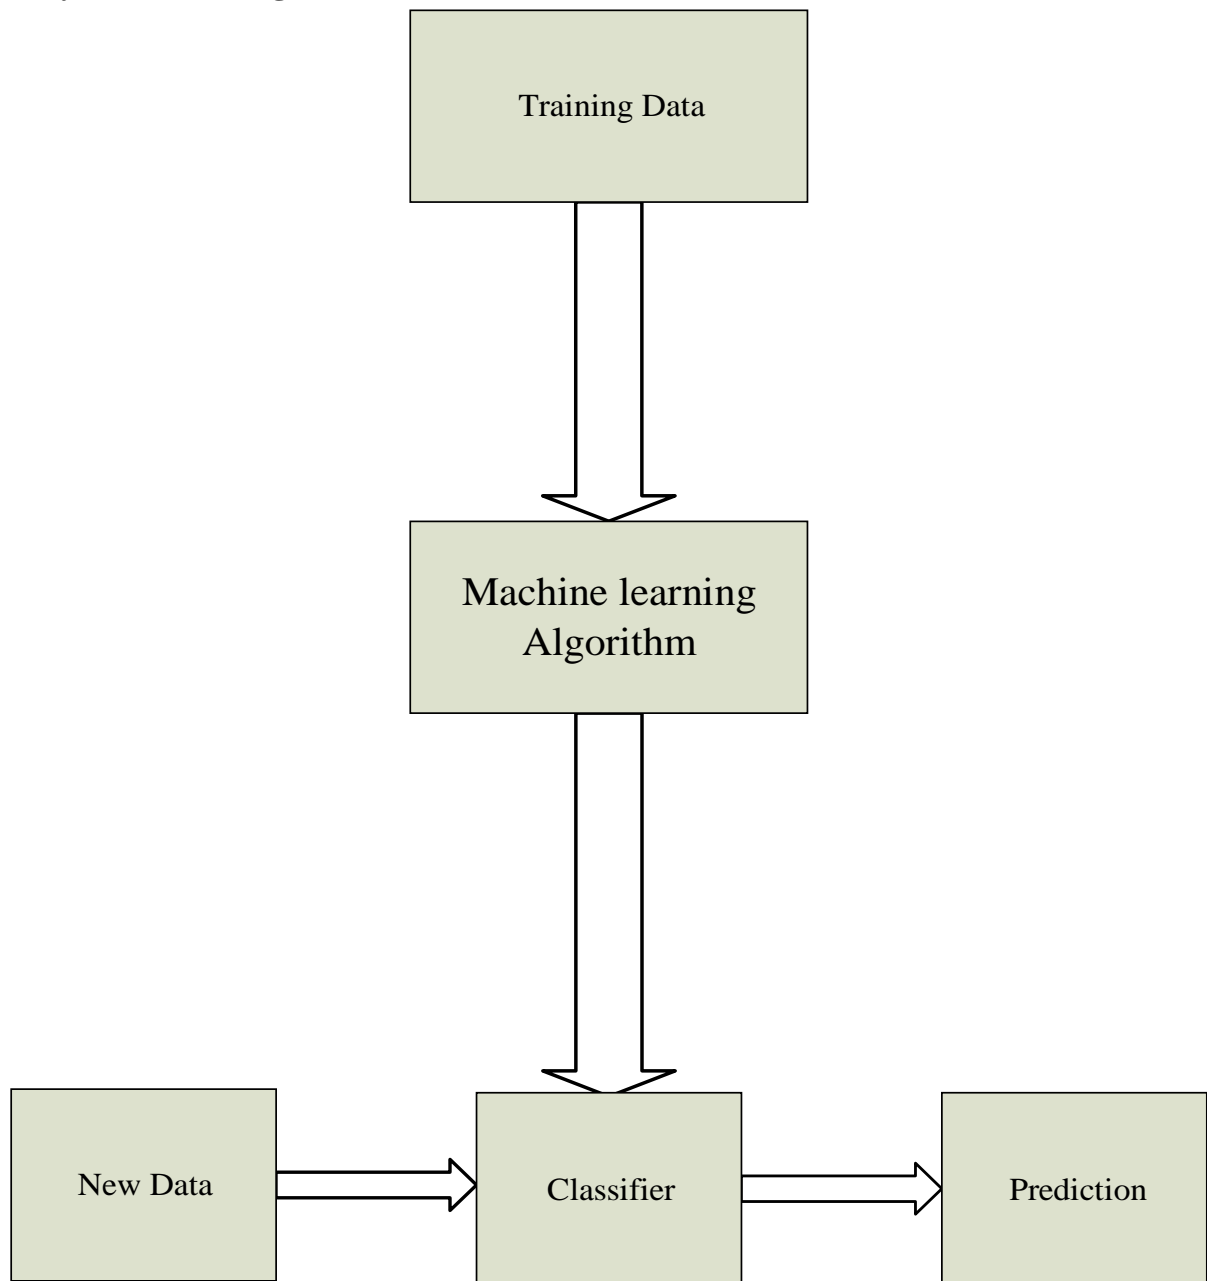 Training Data
Machine learning
Algorithm
New Data
Classifier
Prediction